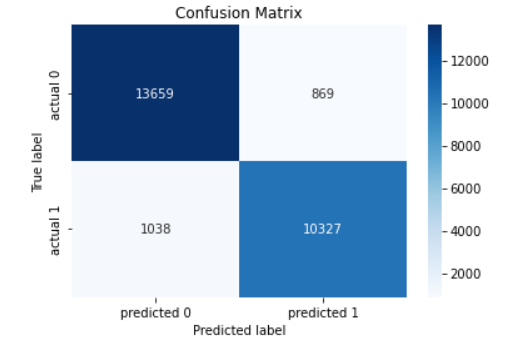 Confusion Matrix
actual 0
13659
869
12000
10000
8000
6000
4000
2000
True label
actual 1
1038
10327
predicted 0
predicted 1
Predicted label